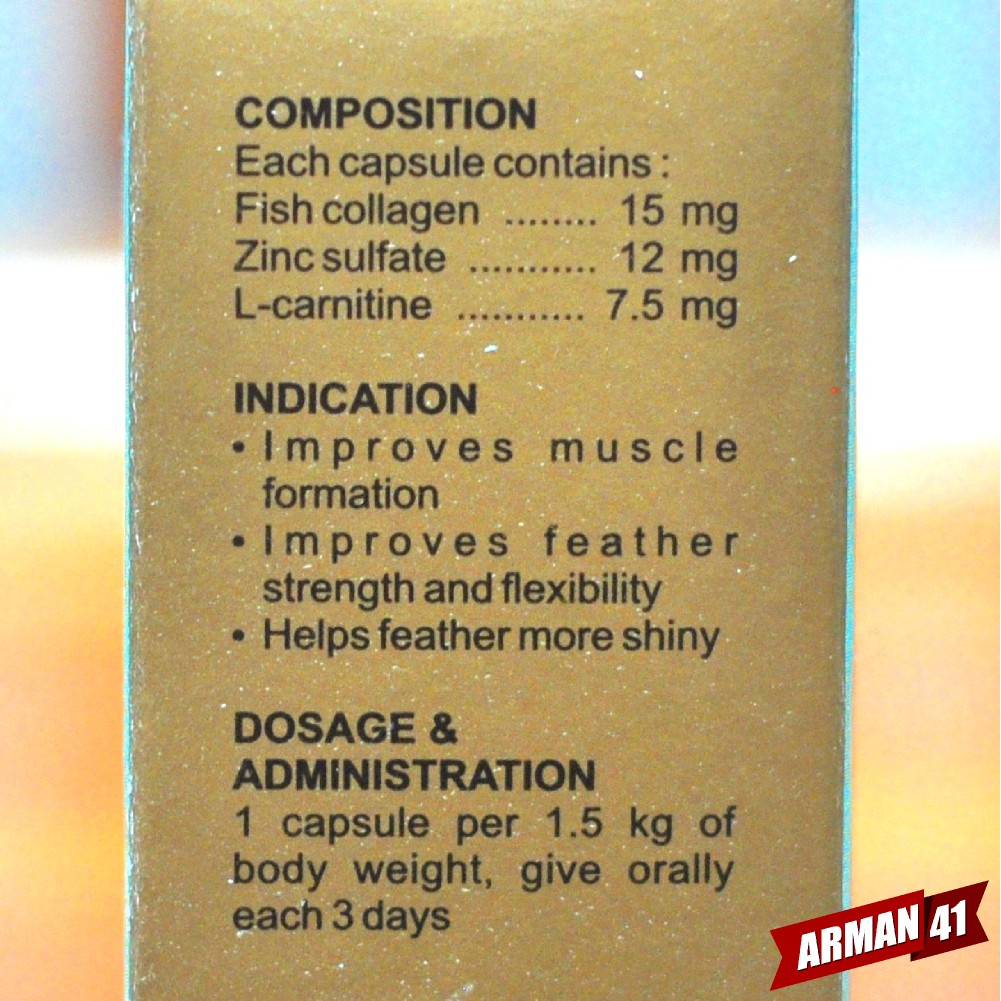 COMPOSITION
Each capsule contains :
Fish collagen ........ 15 mg
Zinc sulfate ........... 12 mg
L-carnitine ........... 7.5 mg
INDICATION
• Improves muscle
formation
• Improves feather
strength and flexibility
• Helps feather more shiny
DOSAGE &
ADMINISTRATION
1 capsule per 1.5 kg of
body weight, give orally
each 3 days
ARMAN 41